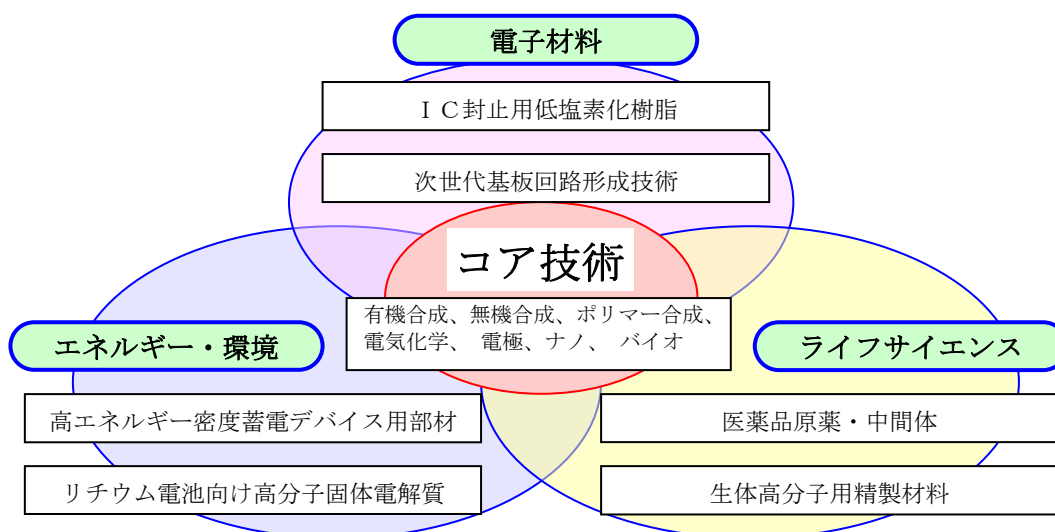 電子材料
ＩＣ封止用低塩素化樹脂
次世代基板回路形成技術
コア技術
有機合成、無機合成、ポリマー合成、
電気化学、 電極、ナノ、 バイオ
エネルギー・環境
高エネルギー密度蓄電デバイス用部材
リチウム電池向け高分子固体電解質
ライフサイエンス
医薬品原薬・中間体
生体高分子用精製材料